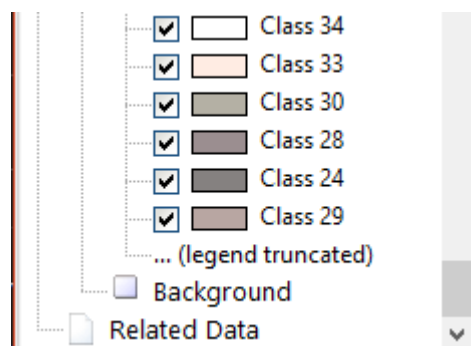 Class 34
Class 33
Class 30
Class 28
Class 24
Class 29
... (legend truncated)
Background
Related Data